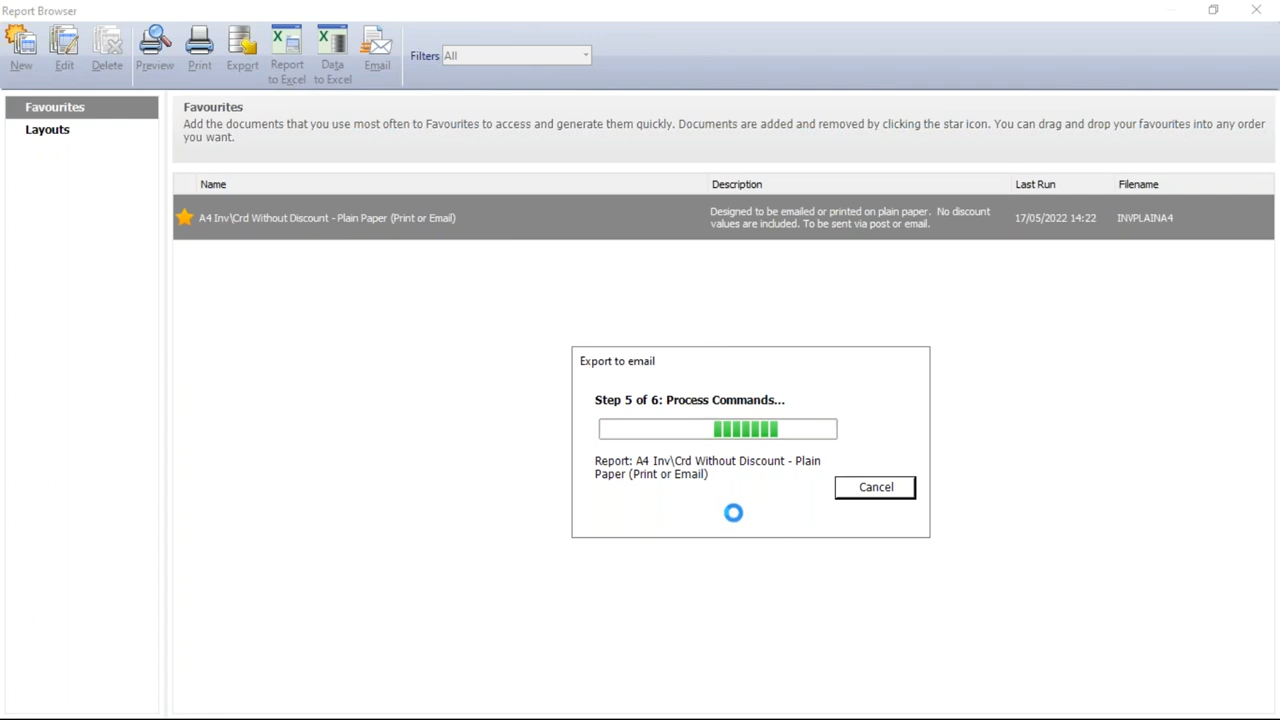 Report Browser
New
Edit
Delete
Preview
Print
Export
Report
to Excel
Data
to Excel
Email
Filters All
Favourites
Layouts
Favourites
Add the documents that you use most often to Favourites to access and generate them quickly. Documents are added and removed by clicking the star icon. You can drag and drop your favourites into any order
you want.
Name Description Last Run Filename
A4 Inv\Crd Without Discount - Plain Paper (Print or Email)
Designed to be emailed or printed on plain paper. No discount
values are included. To be sent via post or email.
17/05/2022 14:22
INVPLAINA4
Export to email
Step 5 of 6: Process Commands...
Report: A4 Inv\Crd Without Discount - Plain
Paper (Print or Email)
Cancel